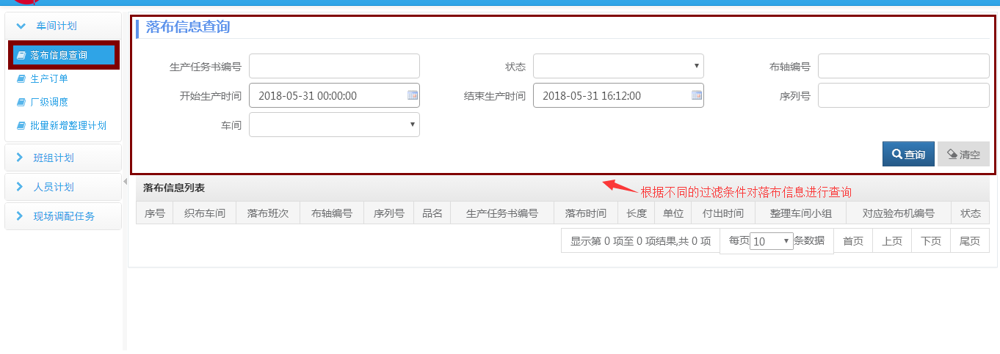 车间计划
落布信息查询
生产订单
厂级调度
批量新增整理计划
班组计划
人员计划
现场调配任务
落布信息查询
生产任务书编号 状态 布轴编号
开始生产时间 2018-05-31 00:00:00 结束生产时间 2018-05-31 16:12:00 序列号
车间
查询 清空
落布信息列表
根据不同的过滤条件对落布信息进行查询
序号 织布车间 落布班次 布轴编号 序列号 品名 生产任务书编号 落布时间 长度 单位 付出时间 整理车间小组 对应验布机编号 状态
显示第 0 项至 0 项结果,共 0 项 每页 10 条数据 首页 上页 下页 尾页